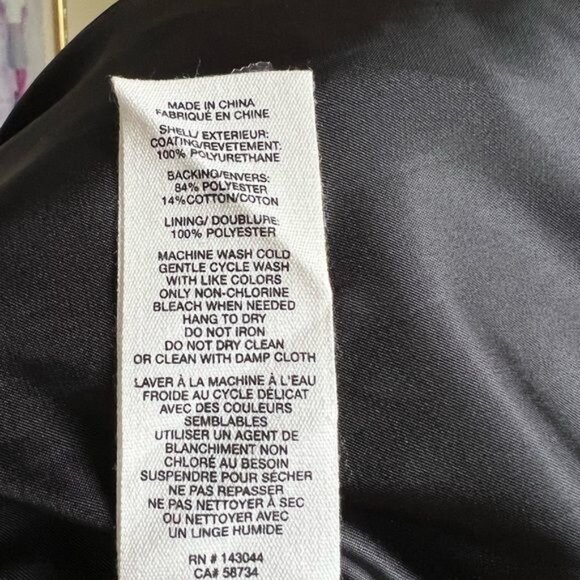 MADE IN CHINA
FABRIQUÉ EN CHINE
SHELL/ EXTERIEUR:
COATING/REVETEMENT:
100% POLYURETHANE
BACKING/ENVERS:
84% POLYESTER
14%COTTON/COTON
LINING/ DOUBLURE:
100% POLYESTER
MACHINE WASH COLD
GENTLE CYCLE WASH
WITH LIKE COLORS
ONLY NON-CHLORINE
BLEACH WHEN NEEDED
HANG TO DRY
DO NOT IRON
DO NOT DRY CLEAN
OR CLEAN WITH DAMP CLOTH
LAVER À LA MACHINE À L'EAU
FROIDE AU CYCLE DÉLICAT
AVEC DES COULEURS
SEMBLABLES
UTILISER UN AGENT DE
BLANCHIMENT NON
CHLORÉ AU BESOIN
SUSPENDRE POUR SÉCHER
NE PAS REPASSER
NE PAS NETTOYER À SEC
OU NETTOYER AVEC
UN LINGE HUMIDE
RN # 143044
CA# 58734